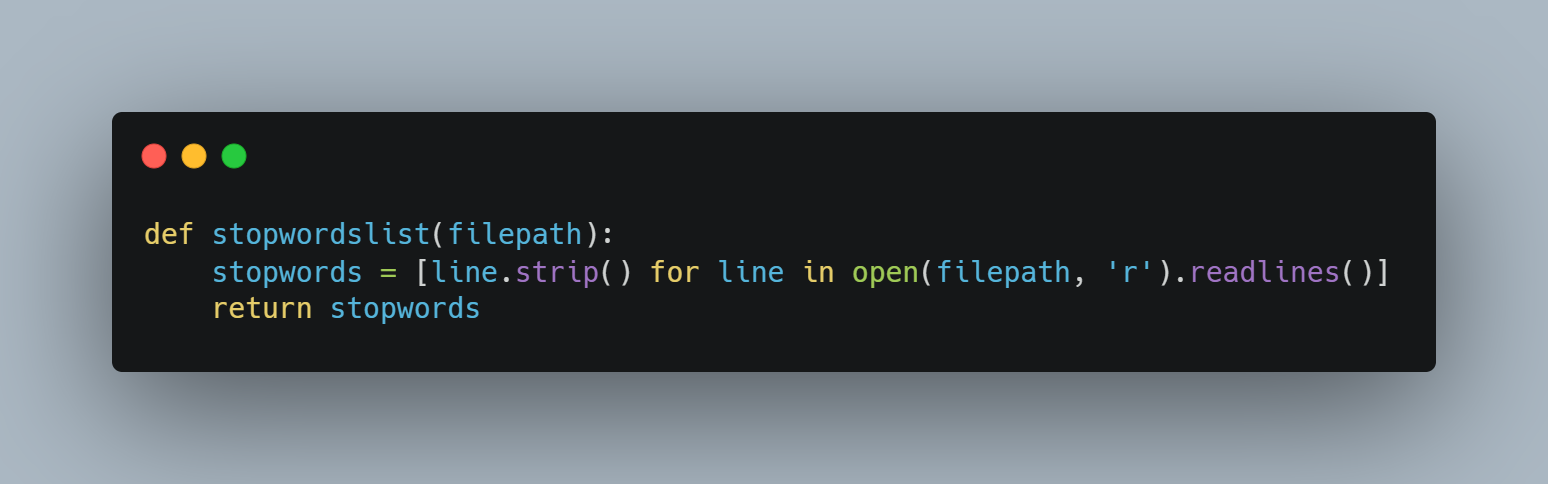 def stopwordslist(filepath):
    stopwords = [line.strip() for line in open(filepath, 'r').readlines()]
    return stopwords